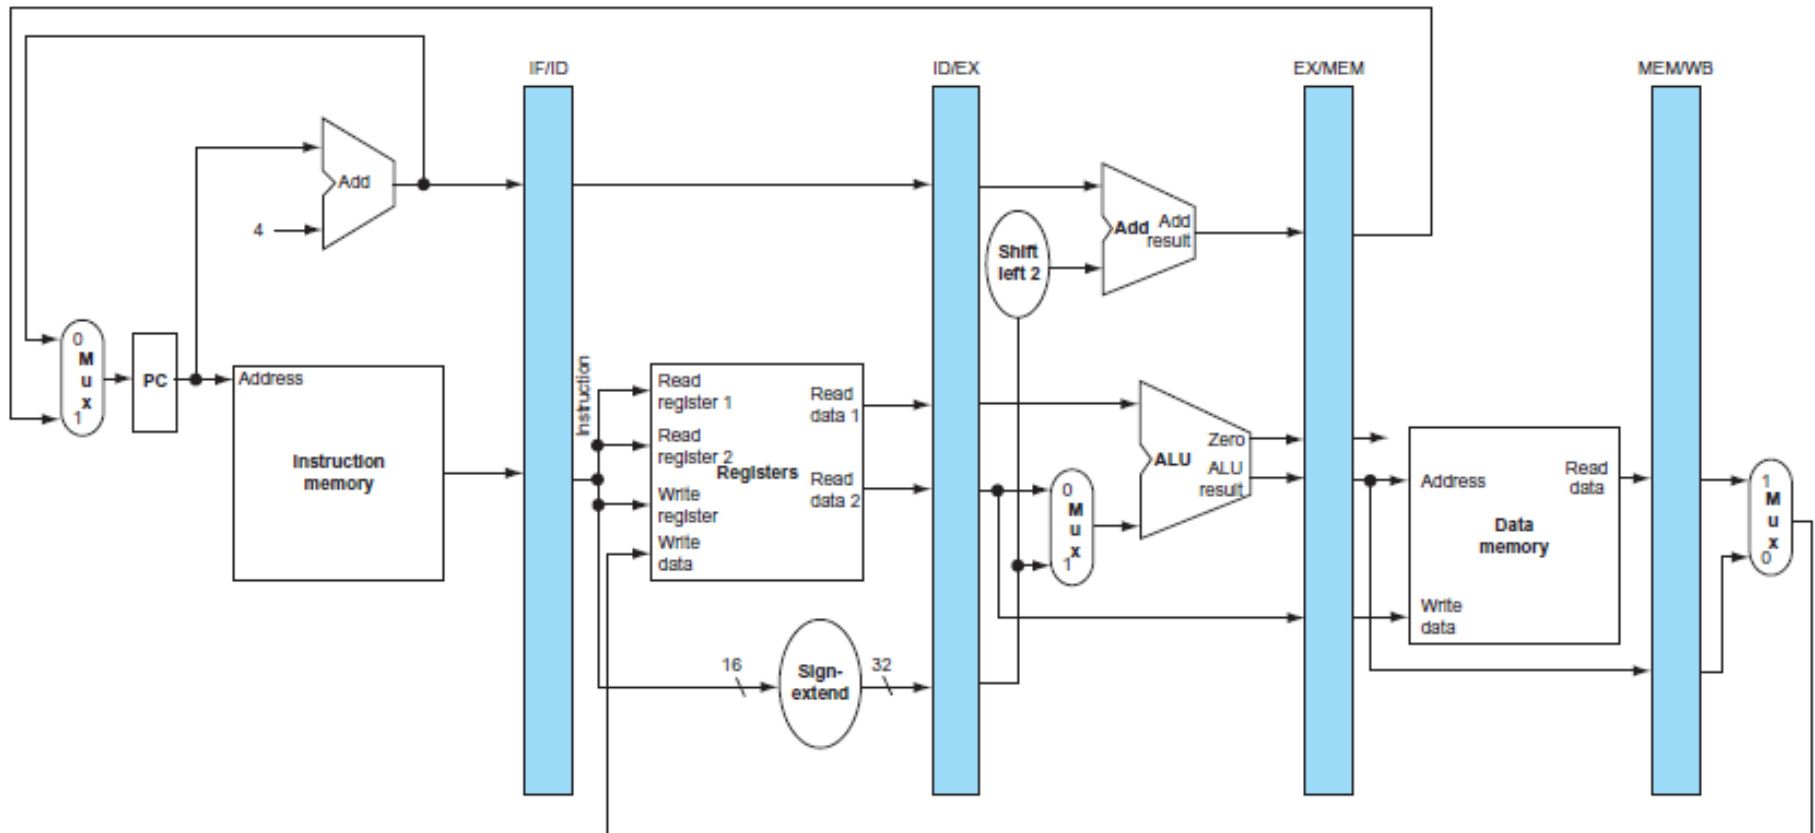 IF/ID
ID/EX
EX/MEM
MEM/WB
Add
4
Add
Add
result
Shift
left 2
0
M
u
x
1
PC
Address
Instruction
memory
Instruction
Read
register 1
Read
register 2
Write
register
Write
data
Registers
Read
data 1
Read
data 2
16
Sign-
extend
32
0
M
u
x
1
ALU
Zero
ALU
result
Address
Read
data
Data
memory
Write
data
1
M
u
x
0